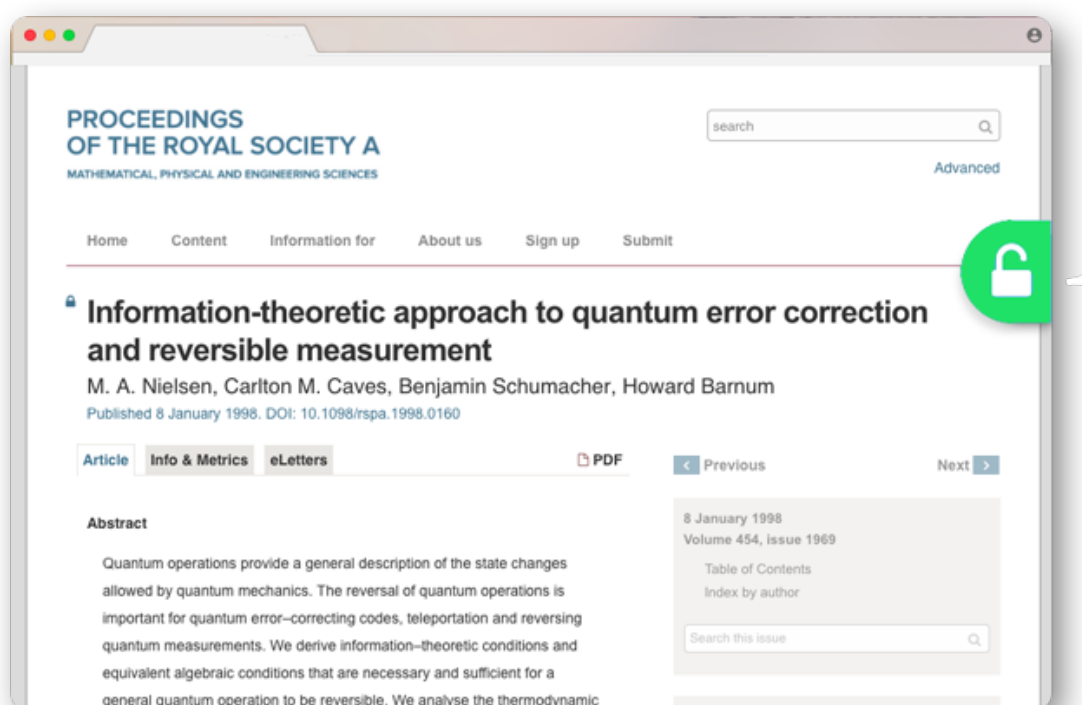 PROCEEDINGS
OF THE ROYAL SOCIETY A
MATHEMATICAL, PHYSICAL AND ENGINEERING SCIENCES
search
Advanced
Home Content Information for About us Sign up Submit
Information-theoretic approach to quantum error correction
and reversible measurement
M. A. Nielsen, Carlton M. Caves, Benjamin Schumacher, Howard Barnum
Published 8 January 1998. DOI: 10.1098/rspa.1998.0160
Article Info & Metrics eLetters PDF
< Previous Next >
Abstract
Quantum operations provide a general description of the state changes
allowed by quantum mechanics. The reversal of quantum operations is
important for quantum error–correcting codes, teleportation and reversing
quantum measurements. We derive information–theoretic conditions and
equivalent algebraic conditions that are necessary and sufficient for a
general quantum operation to be reversible. We analyse the thermodynamic
8 January 1998
Volume 454, issue 1969
Table of Contents
Index by author
Search this issue